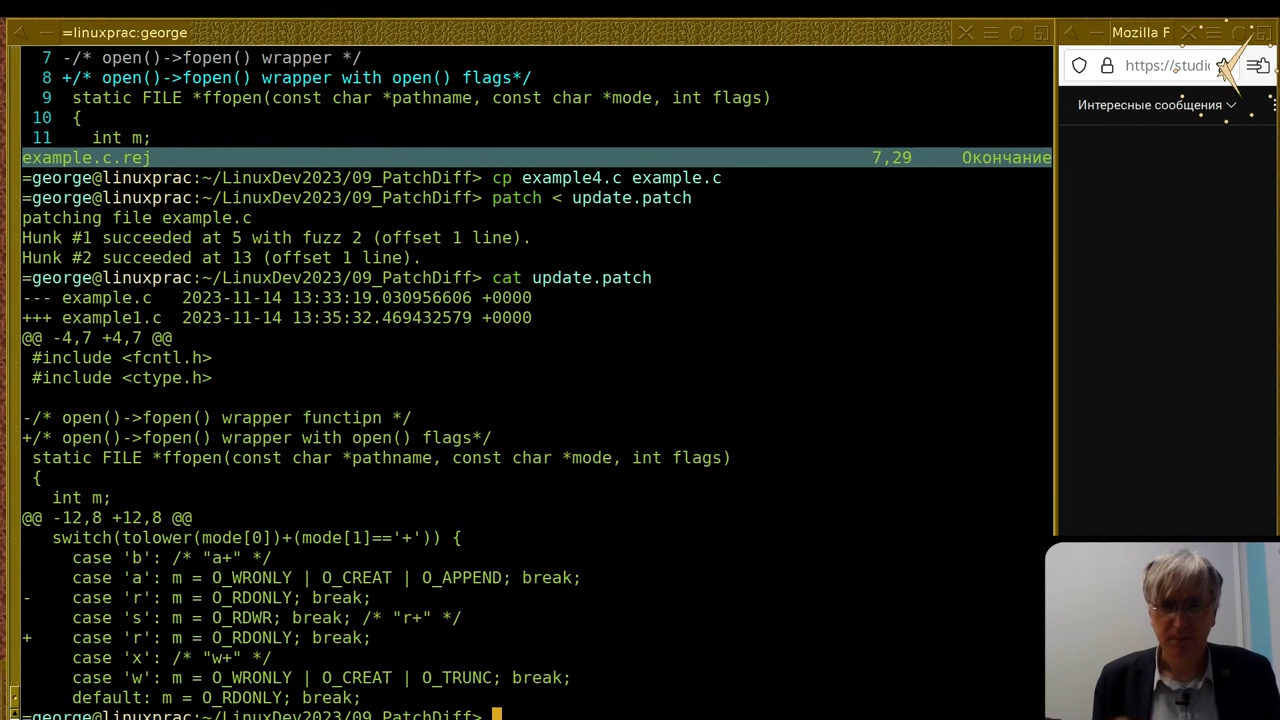 =linuxprac:george
Mozilla F
https://studio
Интересные сообщения
7 -/* open()->fopen() wrapper */
8 +/* open()->fopen() wrapper with open() flags*/
9  static FILE *ffopen(const char *pathname, const char *mode, int flags)
10  {
11    int m;
example.c.rej 7,29 Окончание
=george@linuxprac:~/LinuxDev2023/09_PatchDiff> cp example4.c example.c
=george@linuxprac:~/LinuxDev2023/09_PatchDiff> patch < update.patch
patching file example.c
Hunk #1 succeeded at 5 with fuzz 2 (offset 1 line).
Hunk #2 succeeded at 13 (offset 1 line).
=george@linuxprac:~/LinuxDev2023/09_PatchDiff> cat update.patch
--- example.c   2023-11-14 13:33:19.030956606 +0000
+++ example1.c  2023-11-14 13:35:32.469432579 +0000
@@ -4,7 +4,7 @@
 #include <fcntl.h>
 #include <ctype.h>
-/* open()->fopen() wrapper functipn */
+/* open()->fopen() wrapper with open() flags*/
 static FILE *ffopen(const char *pathname, const char *mode, int flags)
 {
   int m;
@@ -12,8 +12,8 @@
   switch(tolower(mode[0])+(mode[1]=='+')) {
     case 'b': /* "a+" */
     case 'a': m = O_WRONLY | O_CREAT | O_APPEND; break;
-    case 'r': m = O_RDONLY; break;
     case 's': m = O_RDWR; break; /* "r+" */
+    case 'r': m = O_RDONLY; break;
     case 'x': /* "w+" */
     case 'w': m = O_WRONLY | O_CREAT | O_TRUNC; break;
     default: m = O_RDONLY; break;
=george@linuxprac:~/LinuxDev2023/09_PatchDiff>